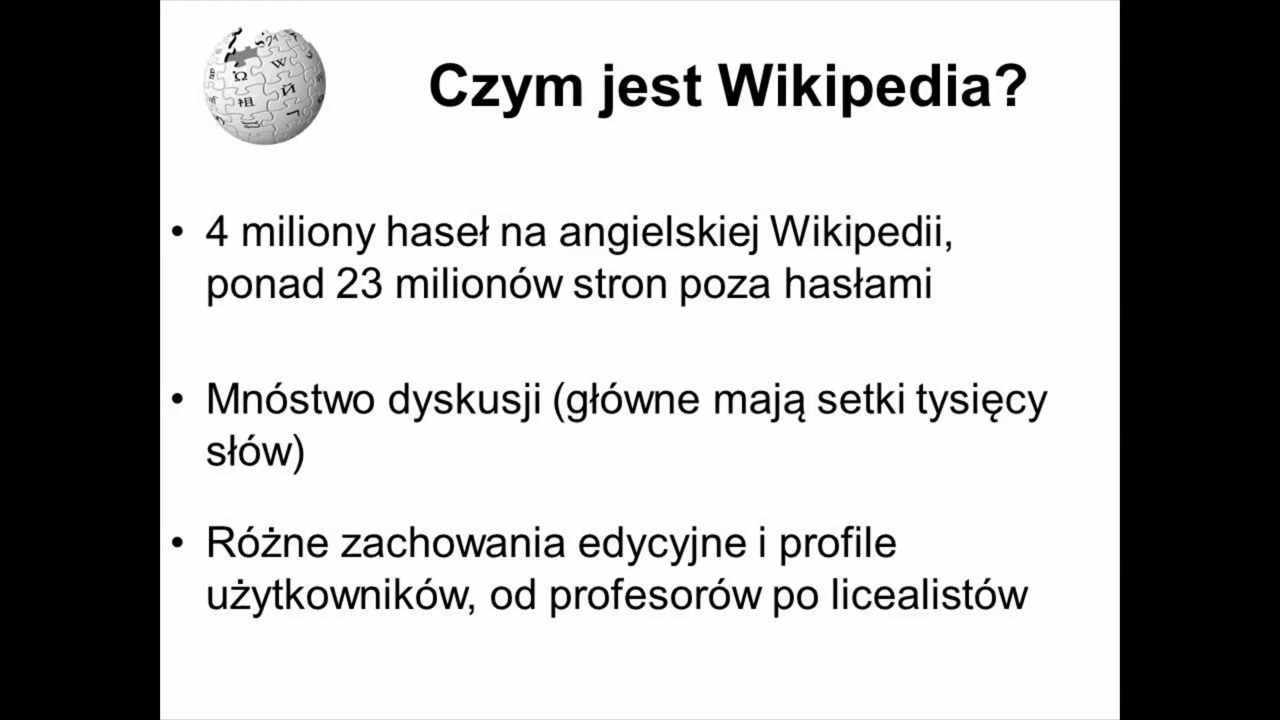 Czym jest Wikipedia?
• 4 miliony haseł na angielskiej Wikipedii,
ponad 23 milionów stron poza hasłami
• Mnóstwo dyskusji (główne mają setki tysięcy
słów)
• Różne zachowania edycyjne i profile
użytkowników, od profesorów po licealistów